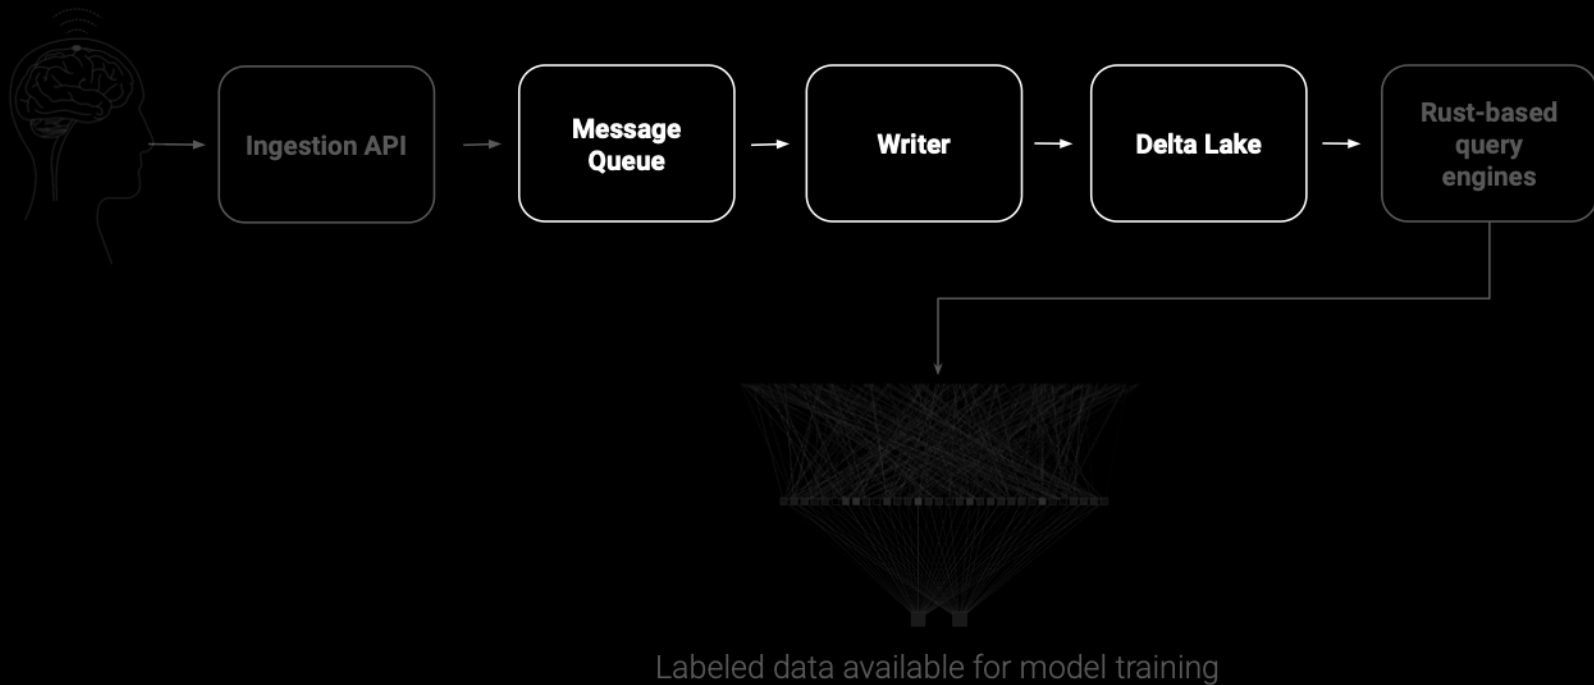 Ingestion API
Message
Queue
Writer
Delta Lake
Rust-based
query
engines
Labeled data available for model training